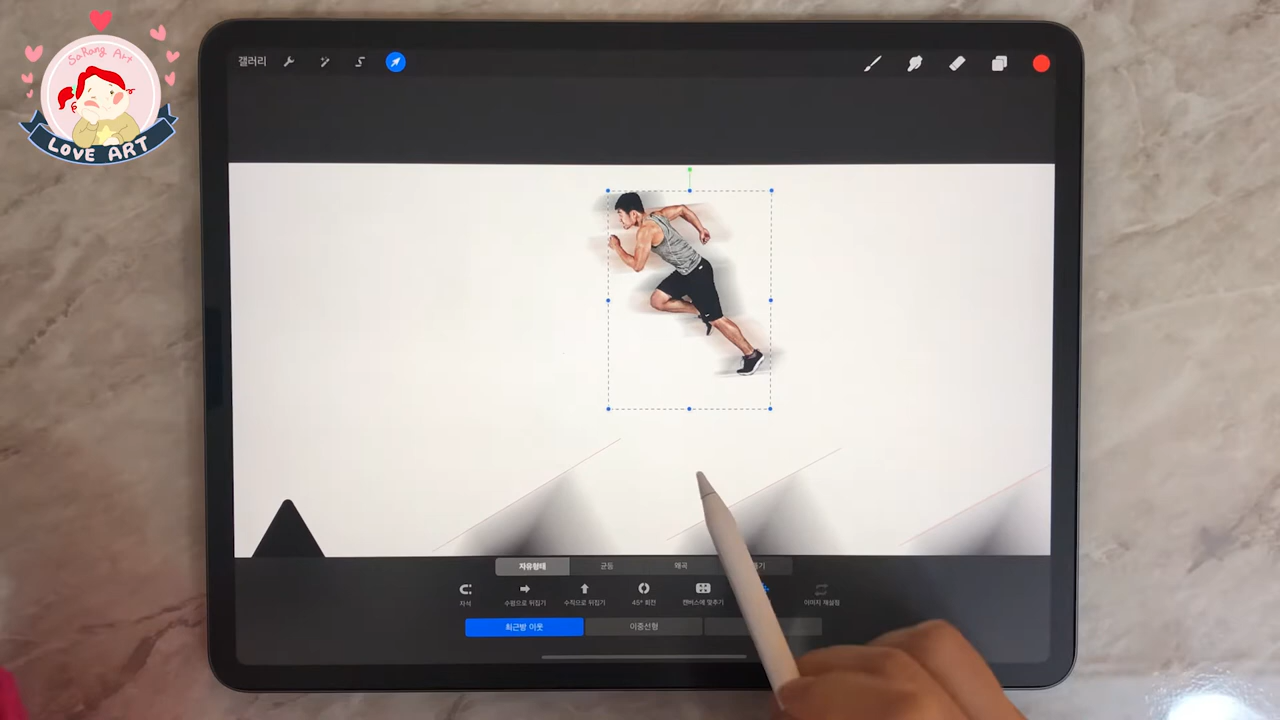 SaRang Art
LOVE ART
갤러리
자유형태
균등
왜곡
자석
수평으로 뒤집기
수직으로 뒤집기
45° 회전
캔버스에 맞추기
이미지 재설정
최근방 이웃
이중선형